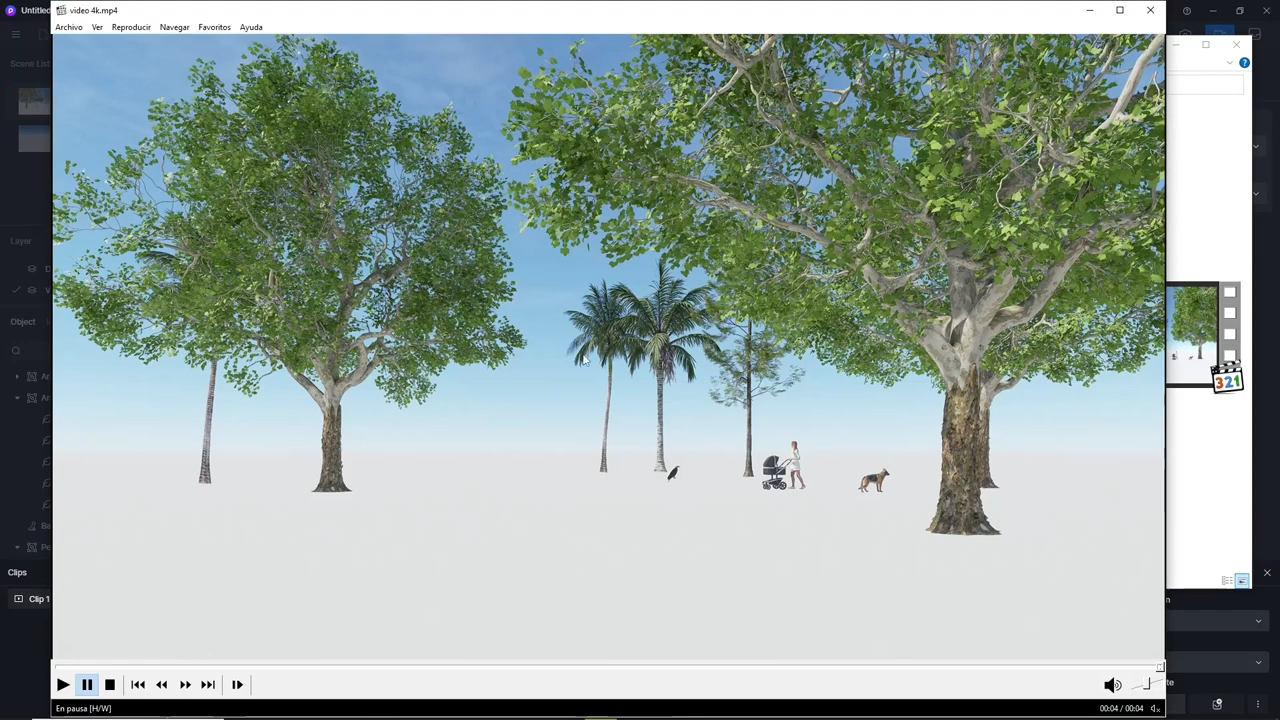 Untitled
video 4k.mp4
Archivo Ver Reproducir Navegar Favoritos Ayuda
Scene List
Layer
Object
Clips
Clip 1
321
En pausa [H/W]
00:04 / 00:04